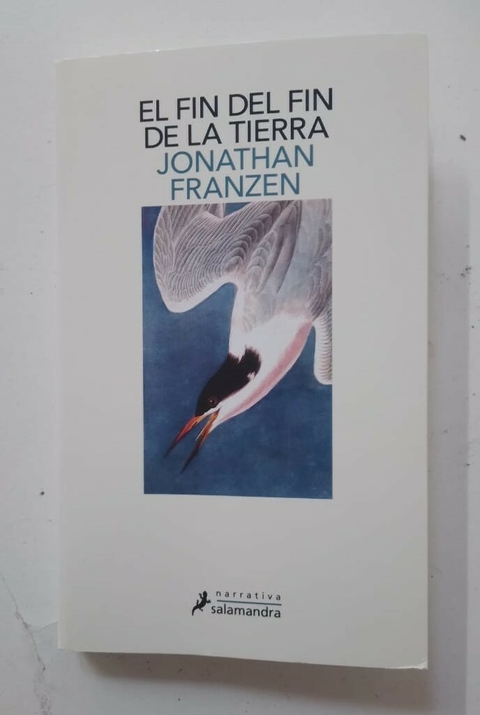 EL FIN DEL FIN
DE LA TIERRA
JONATHAN
FRANZEN
narrativa
salamandra